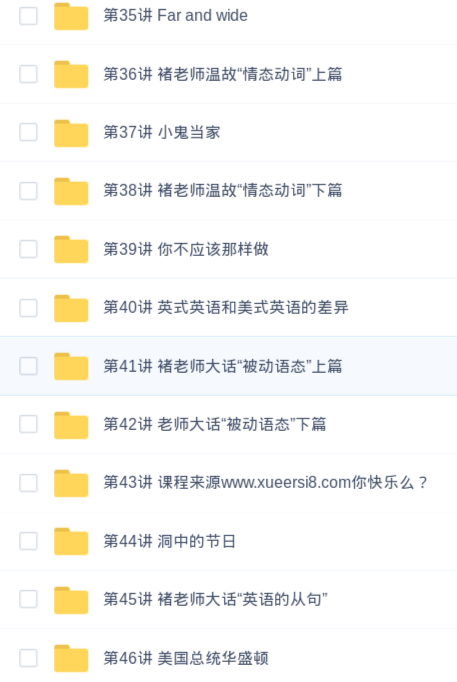 第35讲 Far and wide
第36讲 褚老师温故“情态动词”上篇
第37讲 小鬼当家
第38讲 褚老师温故“情态动词”下篇
第39讲 你不应该那样做
第40讲 英式英语和美式英语的差异
第41讲 褚老师大话“被动语态”上篇
第42讲 老师大话“被动语态”下篇
第43讲 课程来源www.xueersi8.com你快乐么？
第44讲 洞中的节日
第45讲 褚老师大话“英语的从句”
第46讲 美国总统华盛顿